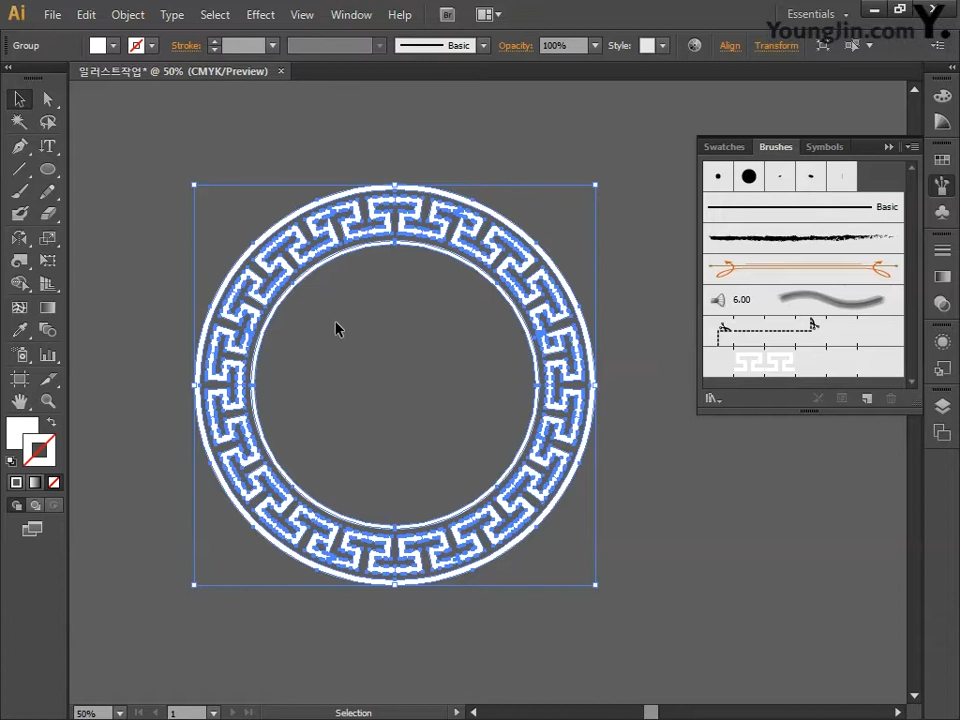 Ai File Edit Object Type Select Effect View Window Help Br Essentials
YoungJin.com Y.
Group Stroke: Basic Opacity: 100% Style: Align Transform
일러스트작업* @ 50% (CMYK/Preview) ×
Swatches Brushes Symbols
Basic
6.00
50% 1 Selection